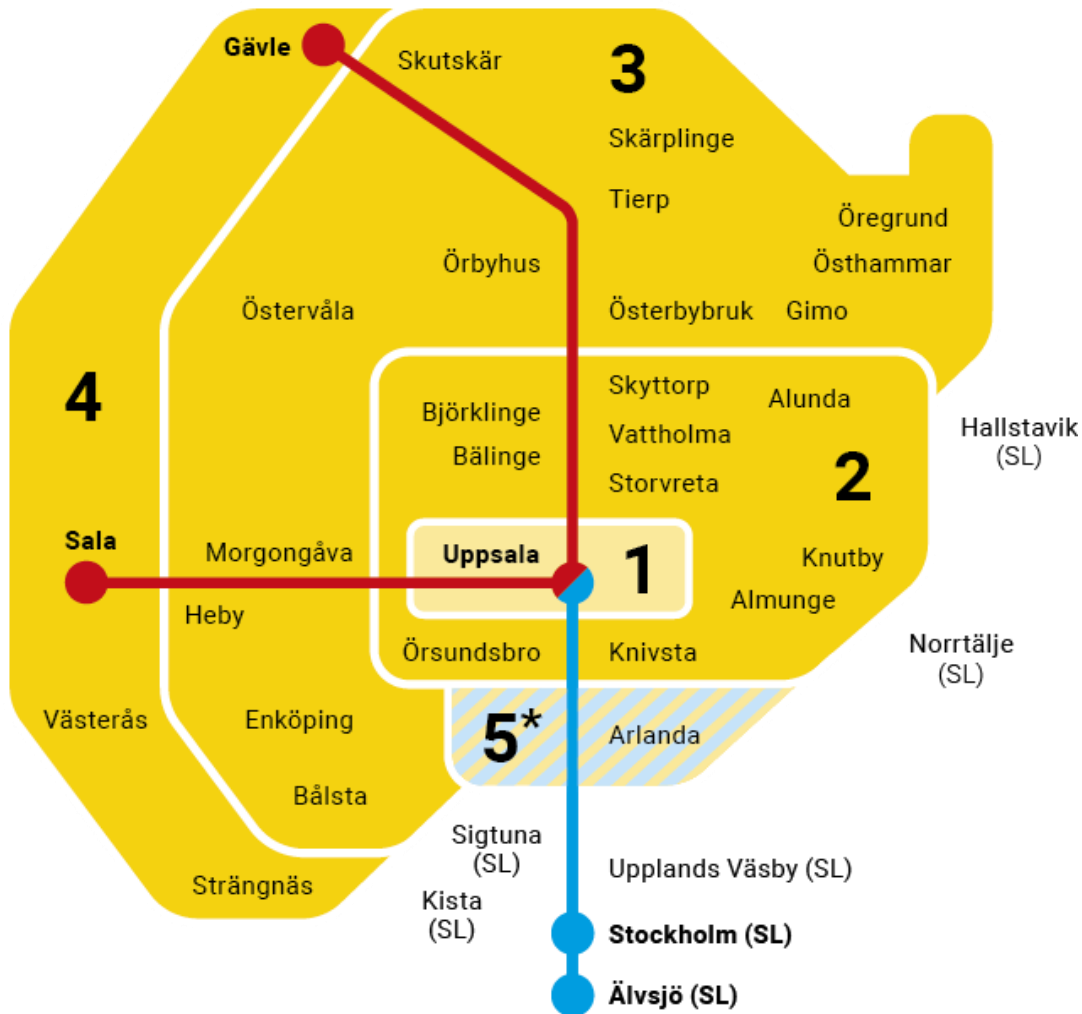 Gävle
Skutskär
3
Skärplinge
Tierp
Öregrund
Örbyhus
Östhammar
Östervåla
Österbybruk
Gimo
4
Skyttorp
Alunda
Björklinge
Vattholma
Hallstavik
(SL)
Bälinge
Storvreta
2
Sala
Morgongåva
Uppsala
1
Knutby
Heby
Almunge
Örsundsbro
Knivsta
Norrtälje
(SL)
Västerås
Enköping
5*
Arlanda
Bålsta
Sigtuna
(SL)
Upplands Väsby (SL)
Strängnäs
Kista
(SL)
Stockholm (SL)
Älvsjö (SL)